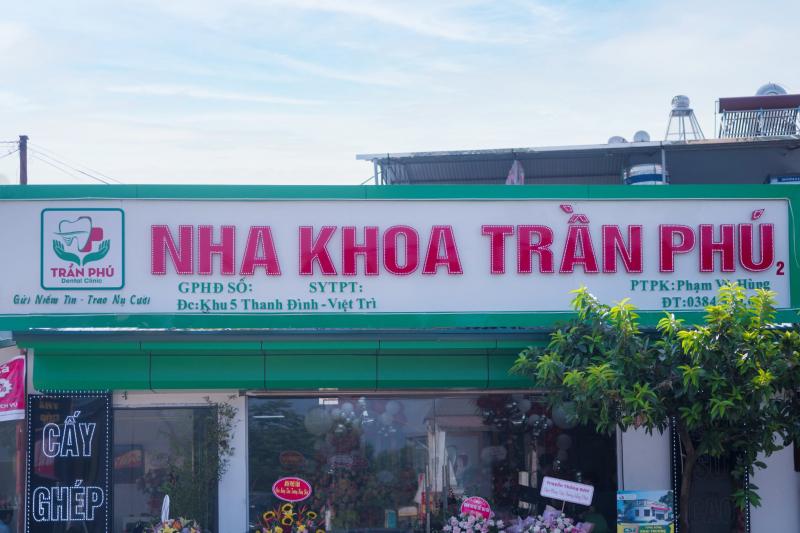 NHA KHOA TRẦN PHÚ 2
TRẦN PHÚ
Dental Clinic
Gửi Niềm Tin - Trao Nụ Cười
GPHĐ SỐ: SYTPT:
Đc: Khu 5 Thanh Đình - Việt Trì
PTPK: Phạm Hùng
ĐT: 0384
CẤY
GHÉP